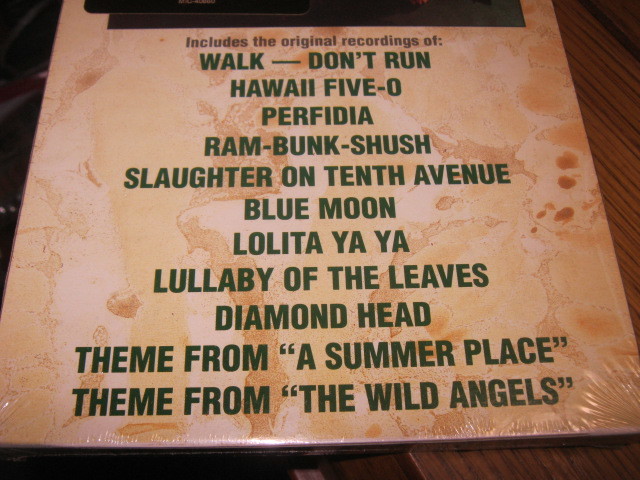 Includes the original recordings of:
WALK — DON'T RUN
HAWAII FIVE-O
PERFIDIA
RAM-BUNK-SHUSH
SLAUGHTER ON TENTH AVENUE
BLUE MOON
LOLITA YA YA
LULLABY OF THE LEAVES
DIAMOND HEAD
THEME FROM “A SUMMER PLACE”
THEME FROM “THE WILD ANGELS”